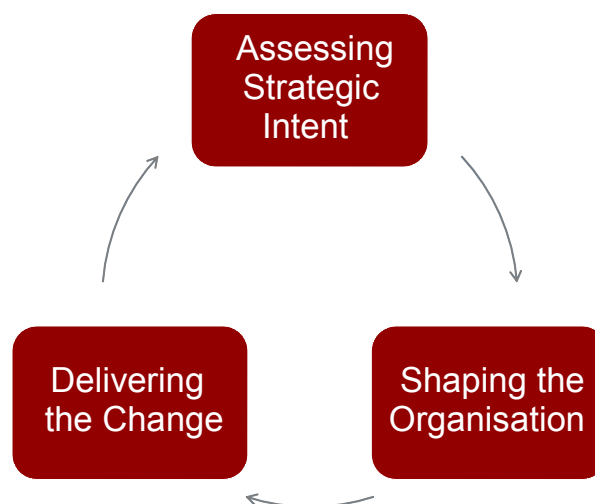 Assessing
Strategic
Intent
Shaping the
Organisation
Delivering
the Change